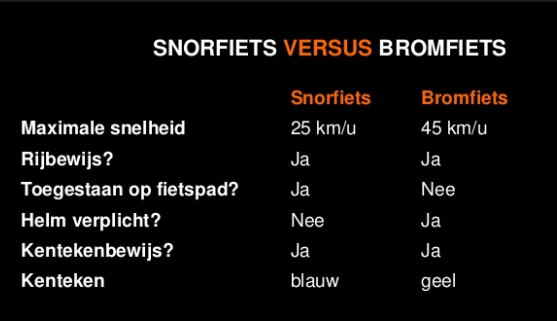 SNORFIETS VERSUS BROMFIETS
Snorfiets Bromfiets
Maximale snelheid 25 km/u 45 km/u
Rijbewijs? Ja Ja
Toegestaan op fietspad? Ja Nee
Helm verplicht? Nee Ja
Kentekenbewijs? Ja Ja
Kenteken blauw geel